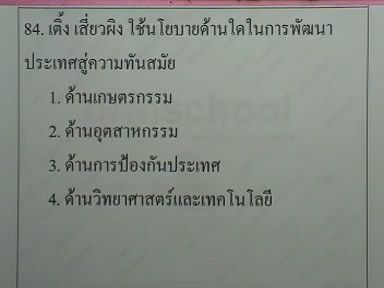 84. เติ้ง เสี่ยวผิง ใช้นโยบายด้านใดในการพัฒนา
ประเทศสู่ความทันสมัย
1. ด้านเกษตรกรรม
2. ด้านอุตสาหกรรม
3. ด้านการป้องกันประเทศ
4. ด้านวิทยาศาสตร์และเทคโนโลยี